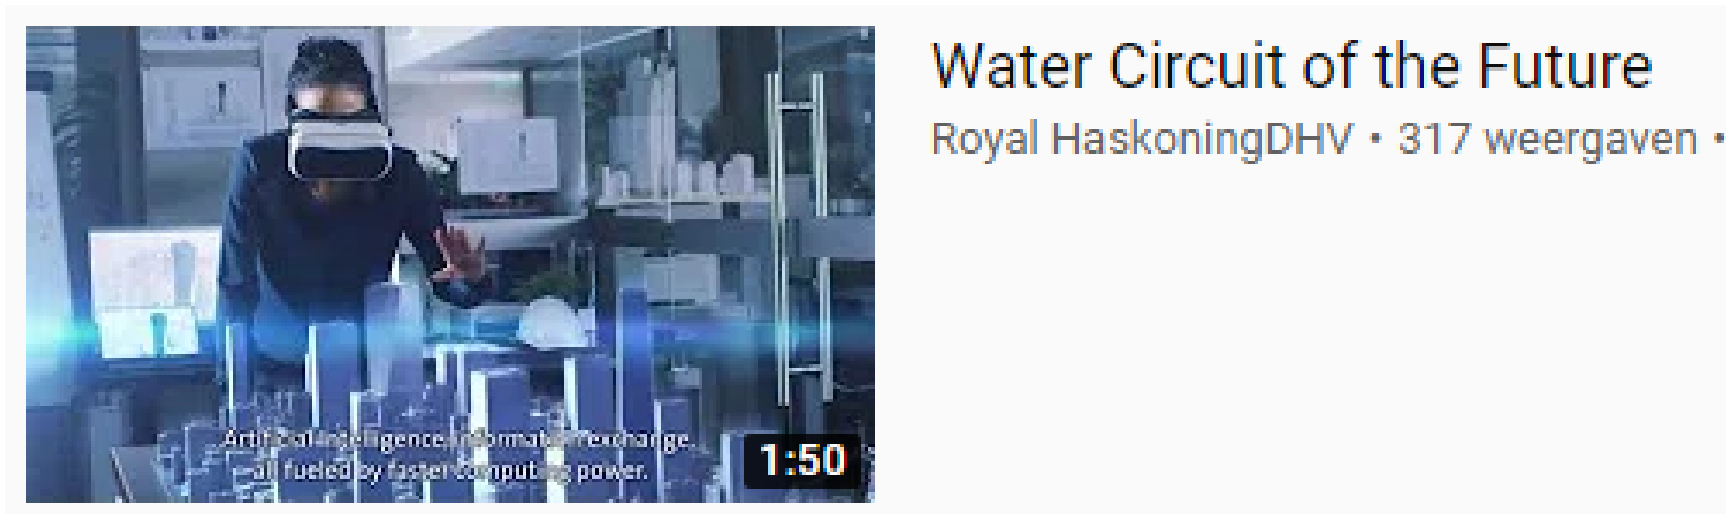 Water Circuit of the Future
Royal HaskoningDHV • 317 weergaven •
Artificial Intelligence, information exchange,
all fueled by faster computing power.
1:50